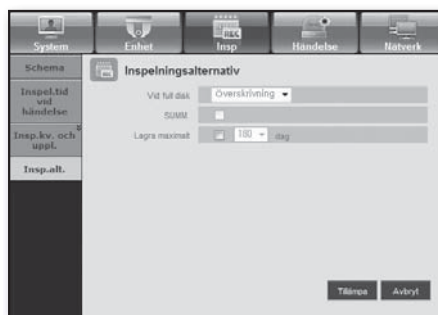 System Enhet Insp Händelse Nätverk
Schema
Inspel.tid
vid
händelse
Insp.kv. och
uppl.
Insp.alt.
Inspelningsalternativ
Vid full disk Överskrivning
SUMM.
Lagra maximalt 180 dag
Tillämpa Avbryt